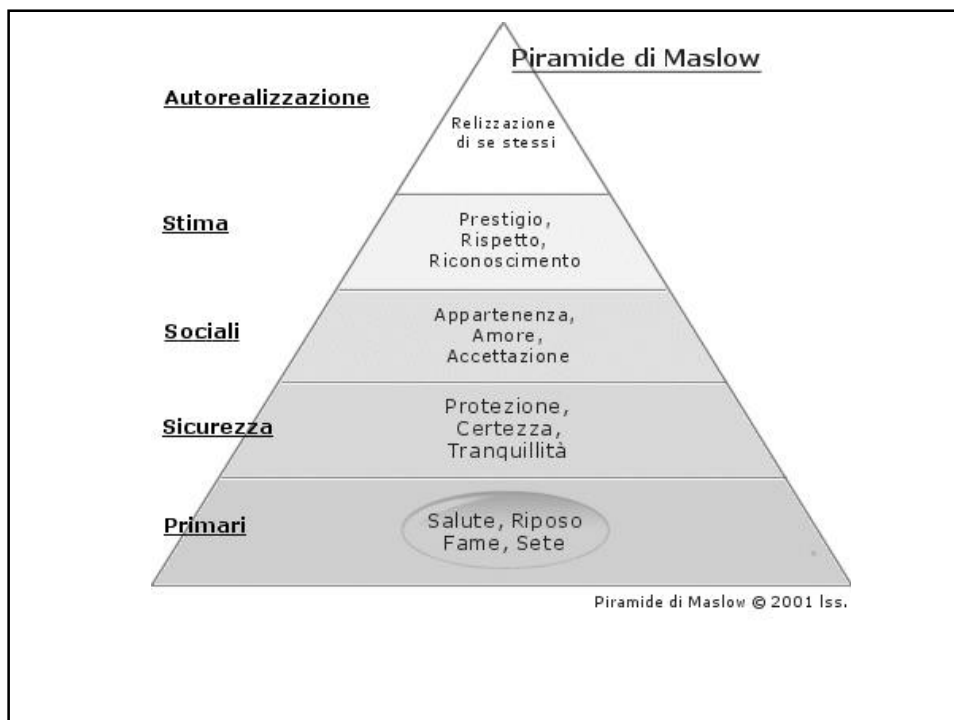 Piramide di Maslow
Autorealizzazione
Relizzazione
di se stessi
Stima
Prestigio,
Rispetto,
Riconoscimento
Sociali
Appartenenza,
Amore,
Accettazione
Sicurezza
Protezione,
Certezza,
Tranquillità
Primari
Salute, Riposo
Fame, Sete
Piramide di Maslow © 2001 lss.